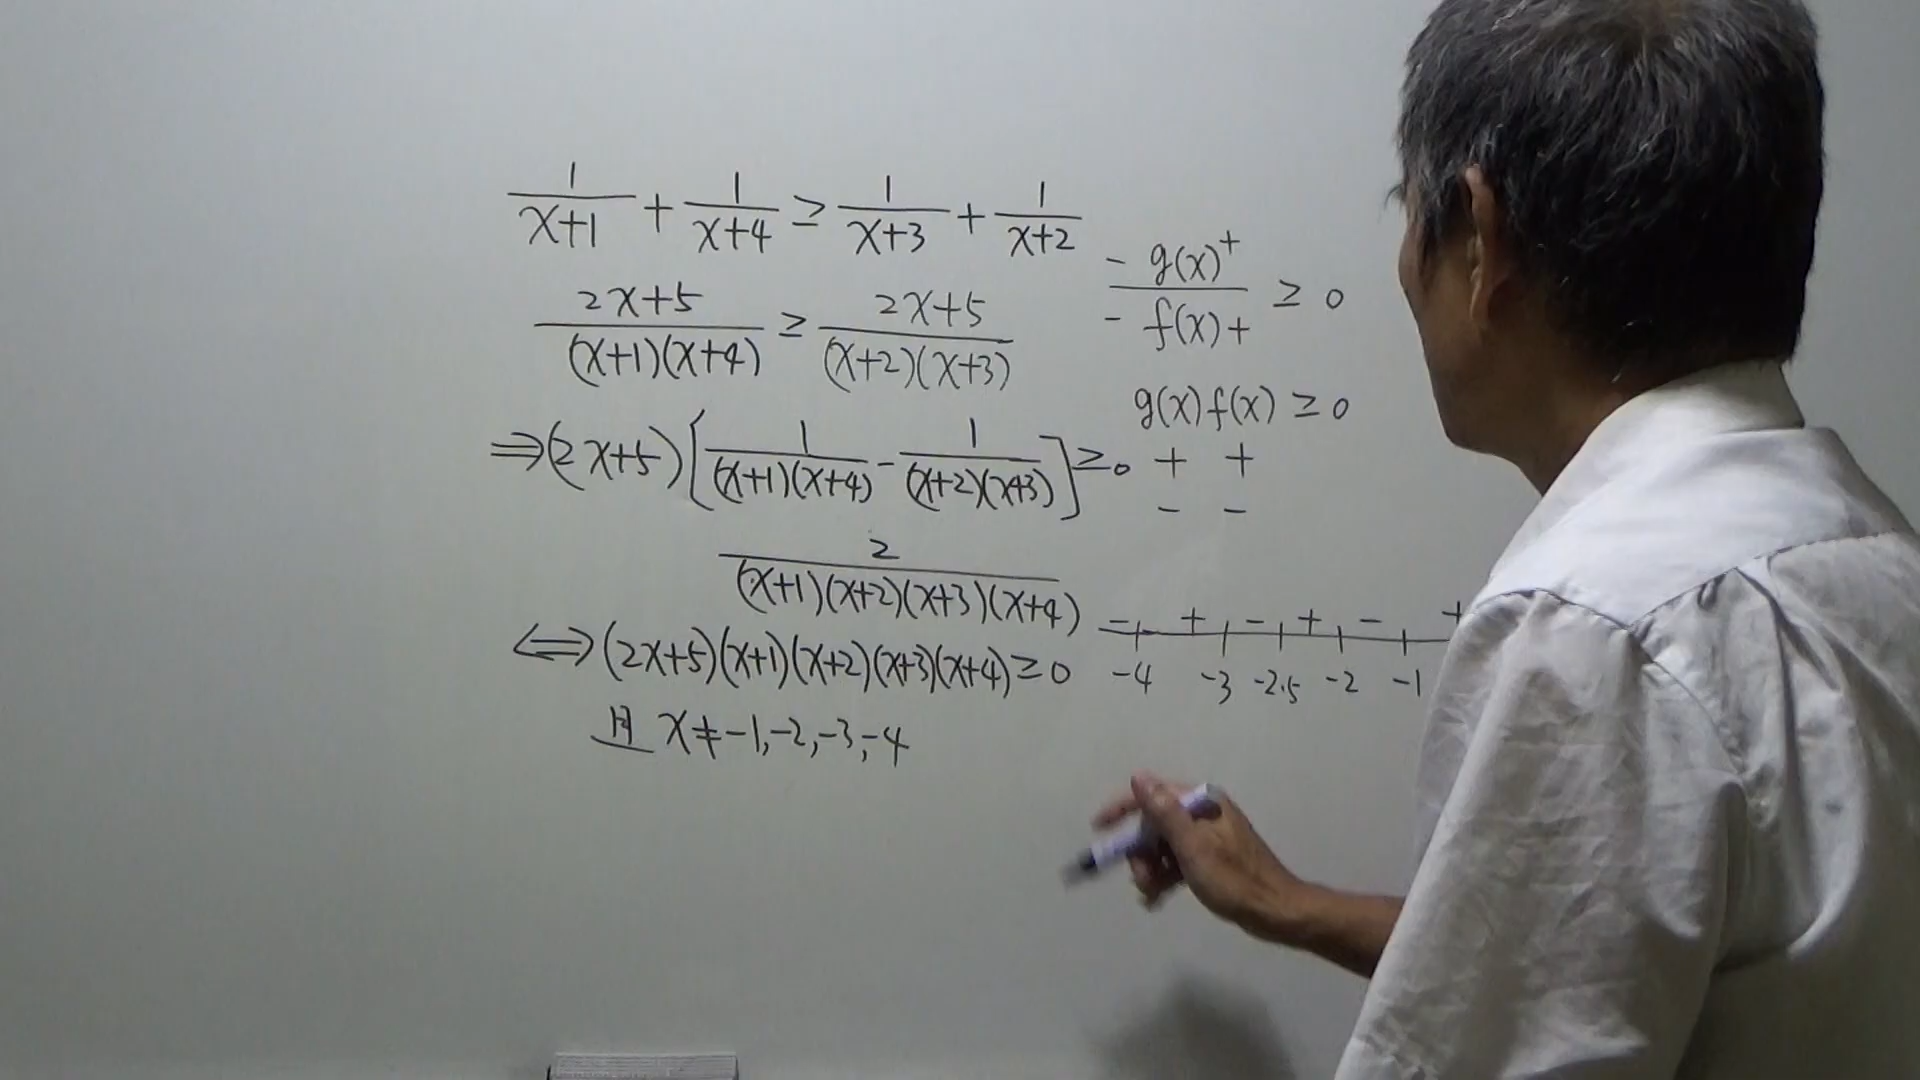 1/(x+1) + 1/(x+4) ≥ 1/(x+3) + 1/(x+2)
(2x+5)/((x+1)(x+4)) ≥ (2x+5)/((x+2)(x+3))
⇒(2x+5)[1/((x+1)(x+4)) - 1/((x+2)(x+3))]≥0
2/((x+1)(x+2)(x+3)(x+4))
⇔(2x+5)(x+1)(x+2)(x+3)(x+4)≥0
且 x≠-1,-2,-3,-4
- g(x)+ / - f(x)+ ≥ 0
g(x)f(x) ≥ 0
+ +
- -
- + - + - +
-4 -3 -2.5 -2 -1